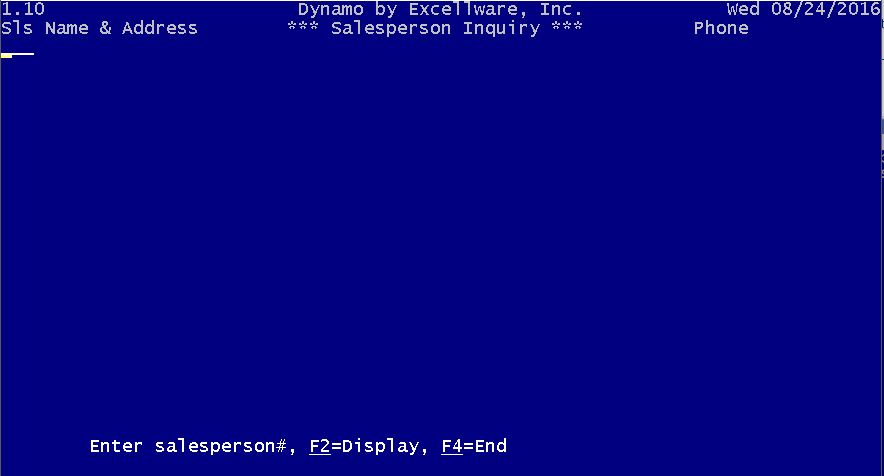 1.10 Dynamo by Excellware, Inc. Wed 08/24/2016
Sls Name & Address *** Salesperson Inquiry *** Phone
Enter salesperson#, F2=Display, F4=End